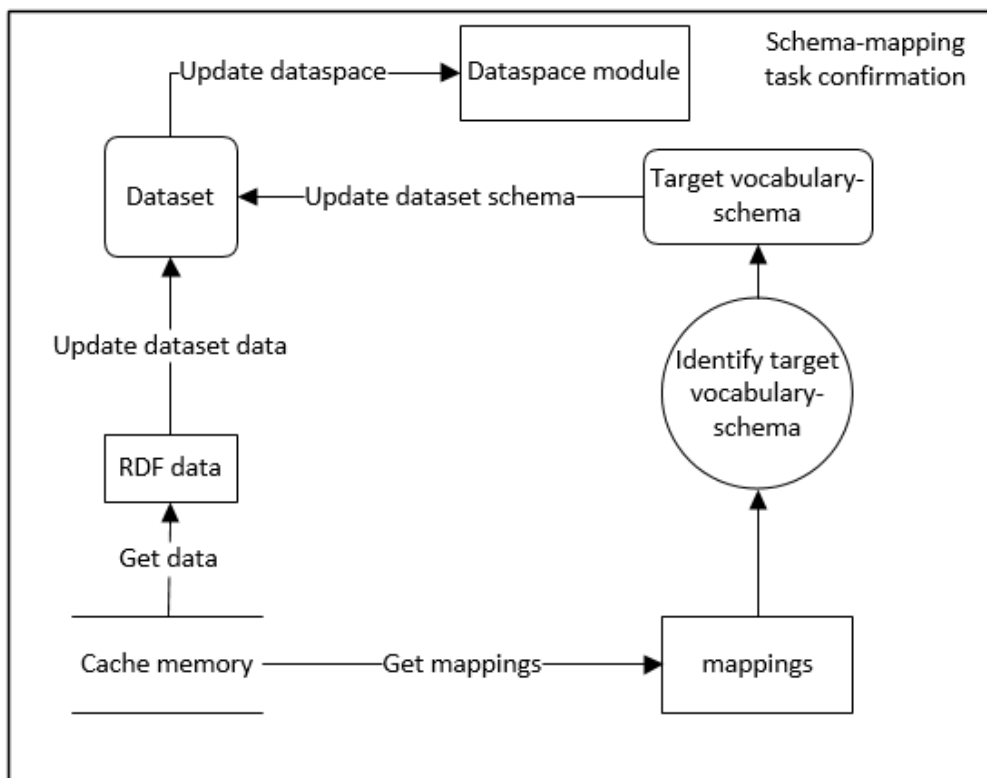 Schema-mapping
task confirmation
Update dataspace
Dataspace module
Dataset
Update dataset schema
Target vocabulary-
schema
Update dataset data
Identify target
vocabulary-
schema
RDF data
Get data
Cache memory
Get mappings
mappings